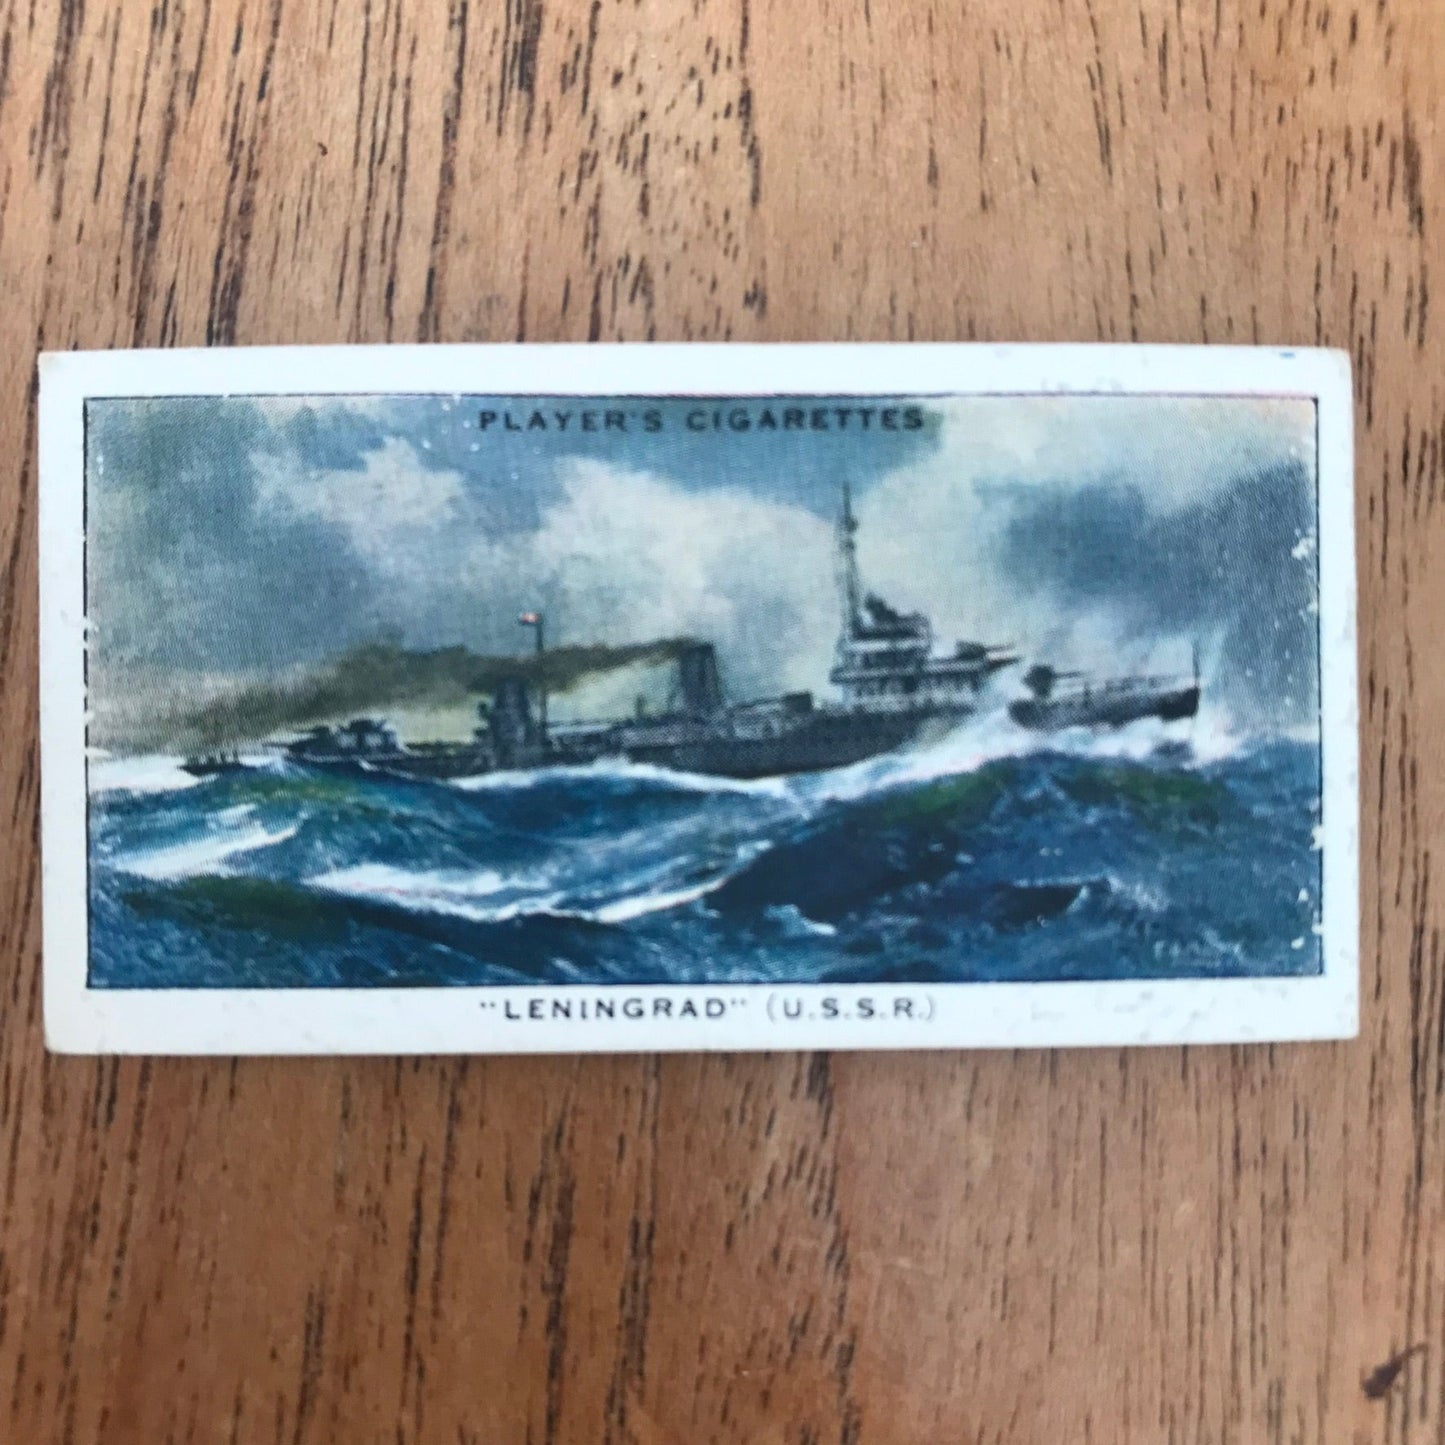 PLAYER'S CIGARETTES
"LENINGRAD" (U.S.S.R.)